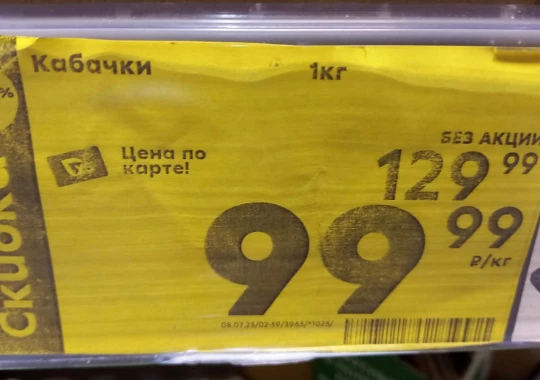 Кабачки 1кг
%
скидка
Цена по
карте!
БЕЗ АКЦИИ
129 99
99 99
₽/кг